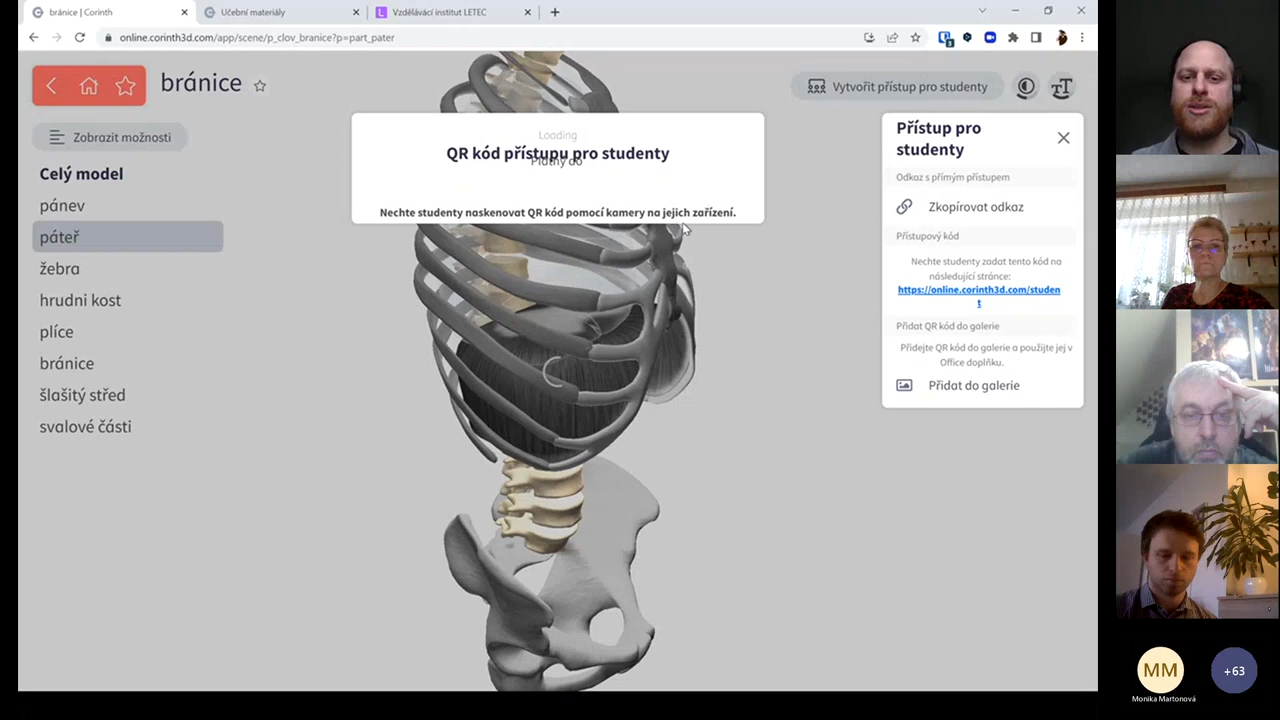 bránice | Corinth
Učební materiály
Vzdělávácí institut LETEC
online.corinth3d.com/app/scene/p_clov_branice?p=part_pater
bránice
Vytvořit přístup pro studenty
Zobrazit možnosti
Celý model
pánev
páteř
žebra
hrudni kost
plíce
bránice
šlašitý střed
svalové části
Loading
QR kód přístupu pro studenty
Platný do
Nechte studenty naskenovat QR kód pomocí kamery na jejich zařízení.
Přístup pro
studenty
Odkaz s přímým přístupem
Zkopírovat odkaz
Přístupový kód
Nechte studenty zadat tento kód na
následující stránce:
https://online.corinth3d.com/studen
t
Přidat QR kód do galerie
Přidejte QR kód do galerie a použijte jej v
Office doplňku.
Přidat do galerie
MM
+63
Monika Martonová